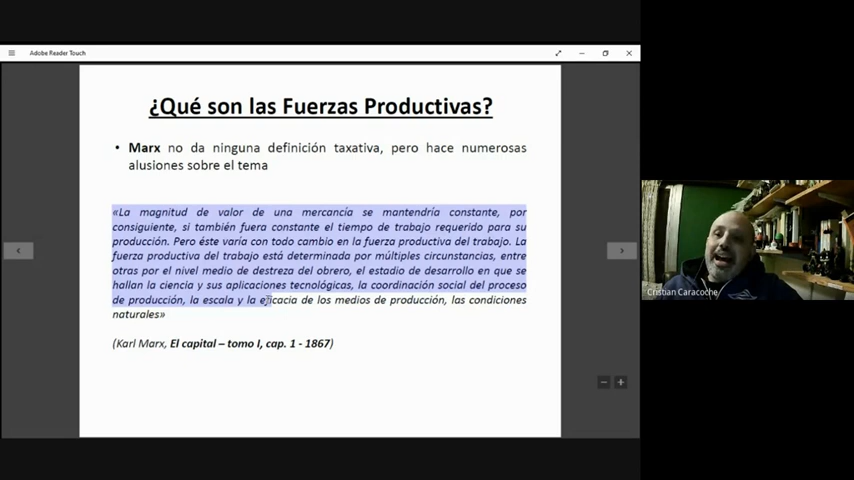 Adobe Reader Touch
¿Qué son las Fuerzas Productivas?
• Marx no da ninguna definición taxativa, pero hace numerosas
alusiones sobre el tema
«La magnitud de valor de una mercancía se mantendría constante, por
consiguiente, si también fuera constante el tiempo de trabajo requerido para su
producción. Pero éste varía con todo cambio en la fuerza productiva del trabajo. La
fuerza productiva del trabajo está determinada por múltiples circunstancias, entre
otras por el nivel medio de destreza del obrero, el estadio de desarrollo en que se
hallan la ciencia y sus aplicaciones tecnológicas, la coordinación social del proceso
de producción, la escala y la eficacia de los medios de producción, las condiciones
naturales»
(Karl Marx, El capital – tomo I, cap. 1 - 1867)
Cristian Caracoche